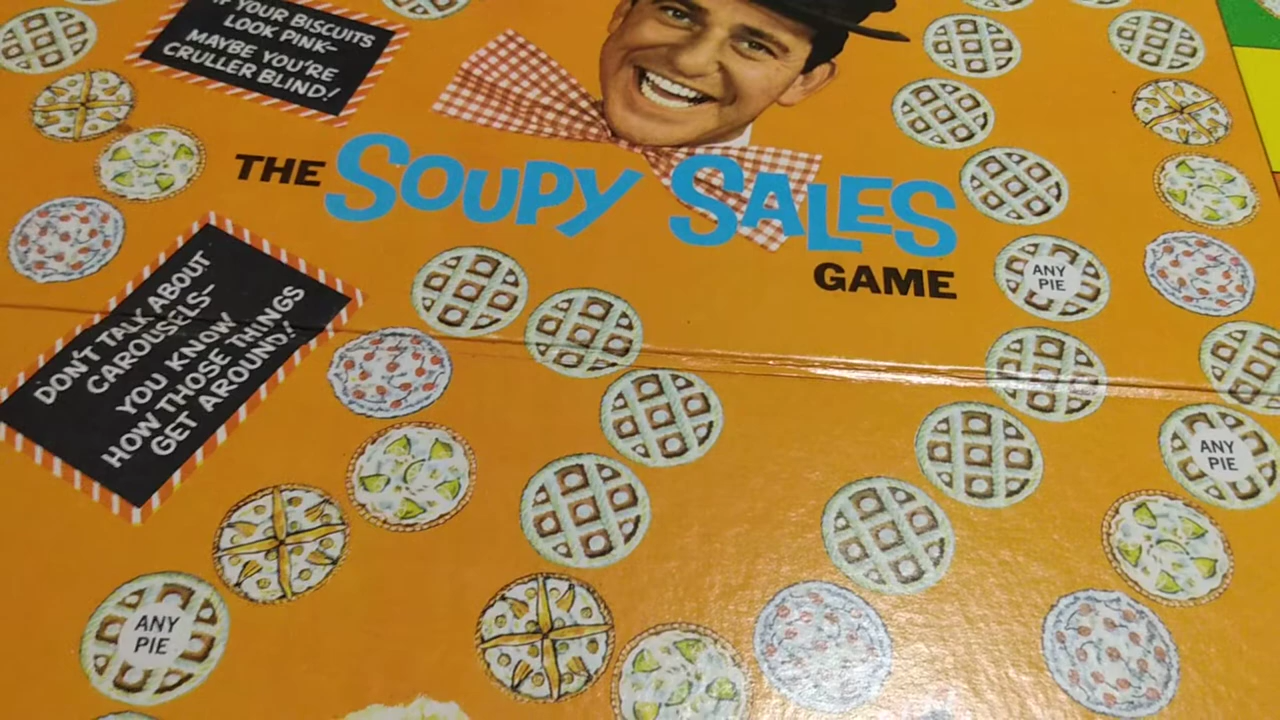 IF YOUR BISCUITS
LOOK PINK-
MAYBE YOU'RE
CRULLER BLIND!
THE SOUPY SALES
GAME
DON'T TALK ABOUT
CAROUSELS-
YOU KNOW
HOW THOSE THINGS
GET AROUND!
ANY
PIE
ANY
PIE
ANY
PIE